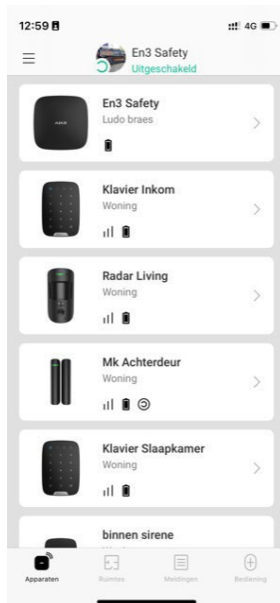 12:59
4G
En3 Safety
Uitgeschakeld
En3 Safety
Ludo braes
AJAX
Klavier Inkom
Woning
Radar Living
Woning
Mk Achterdeur
Woning
Klavier Slaapkamer
Woning
binnen sirene
Apparaten
Ruimtes
Meldingen
Bediening